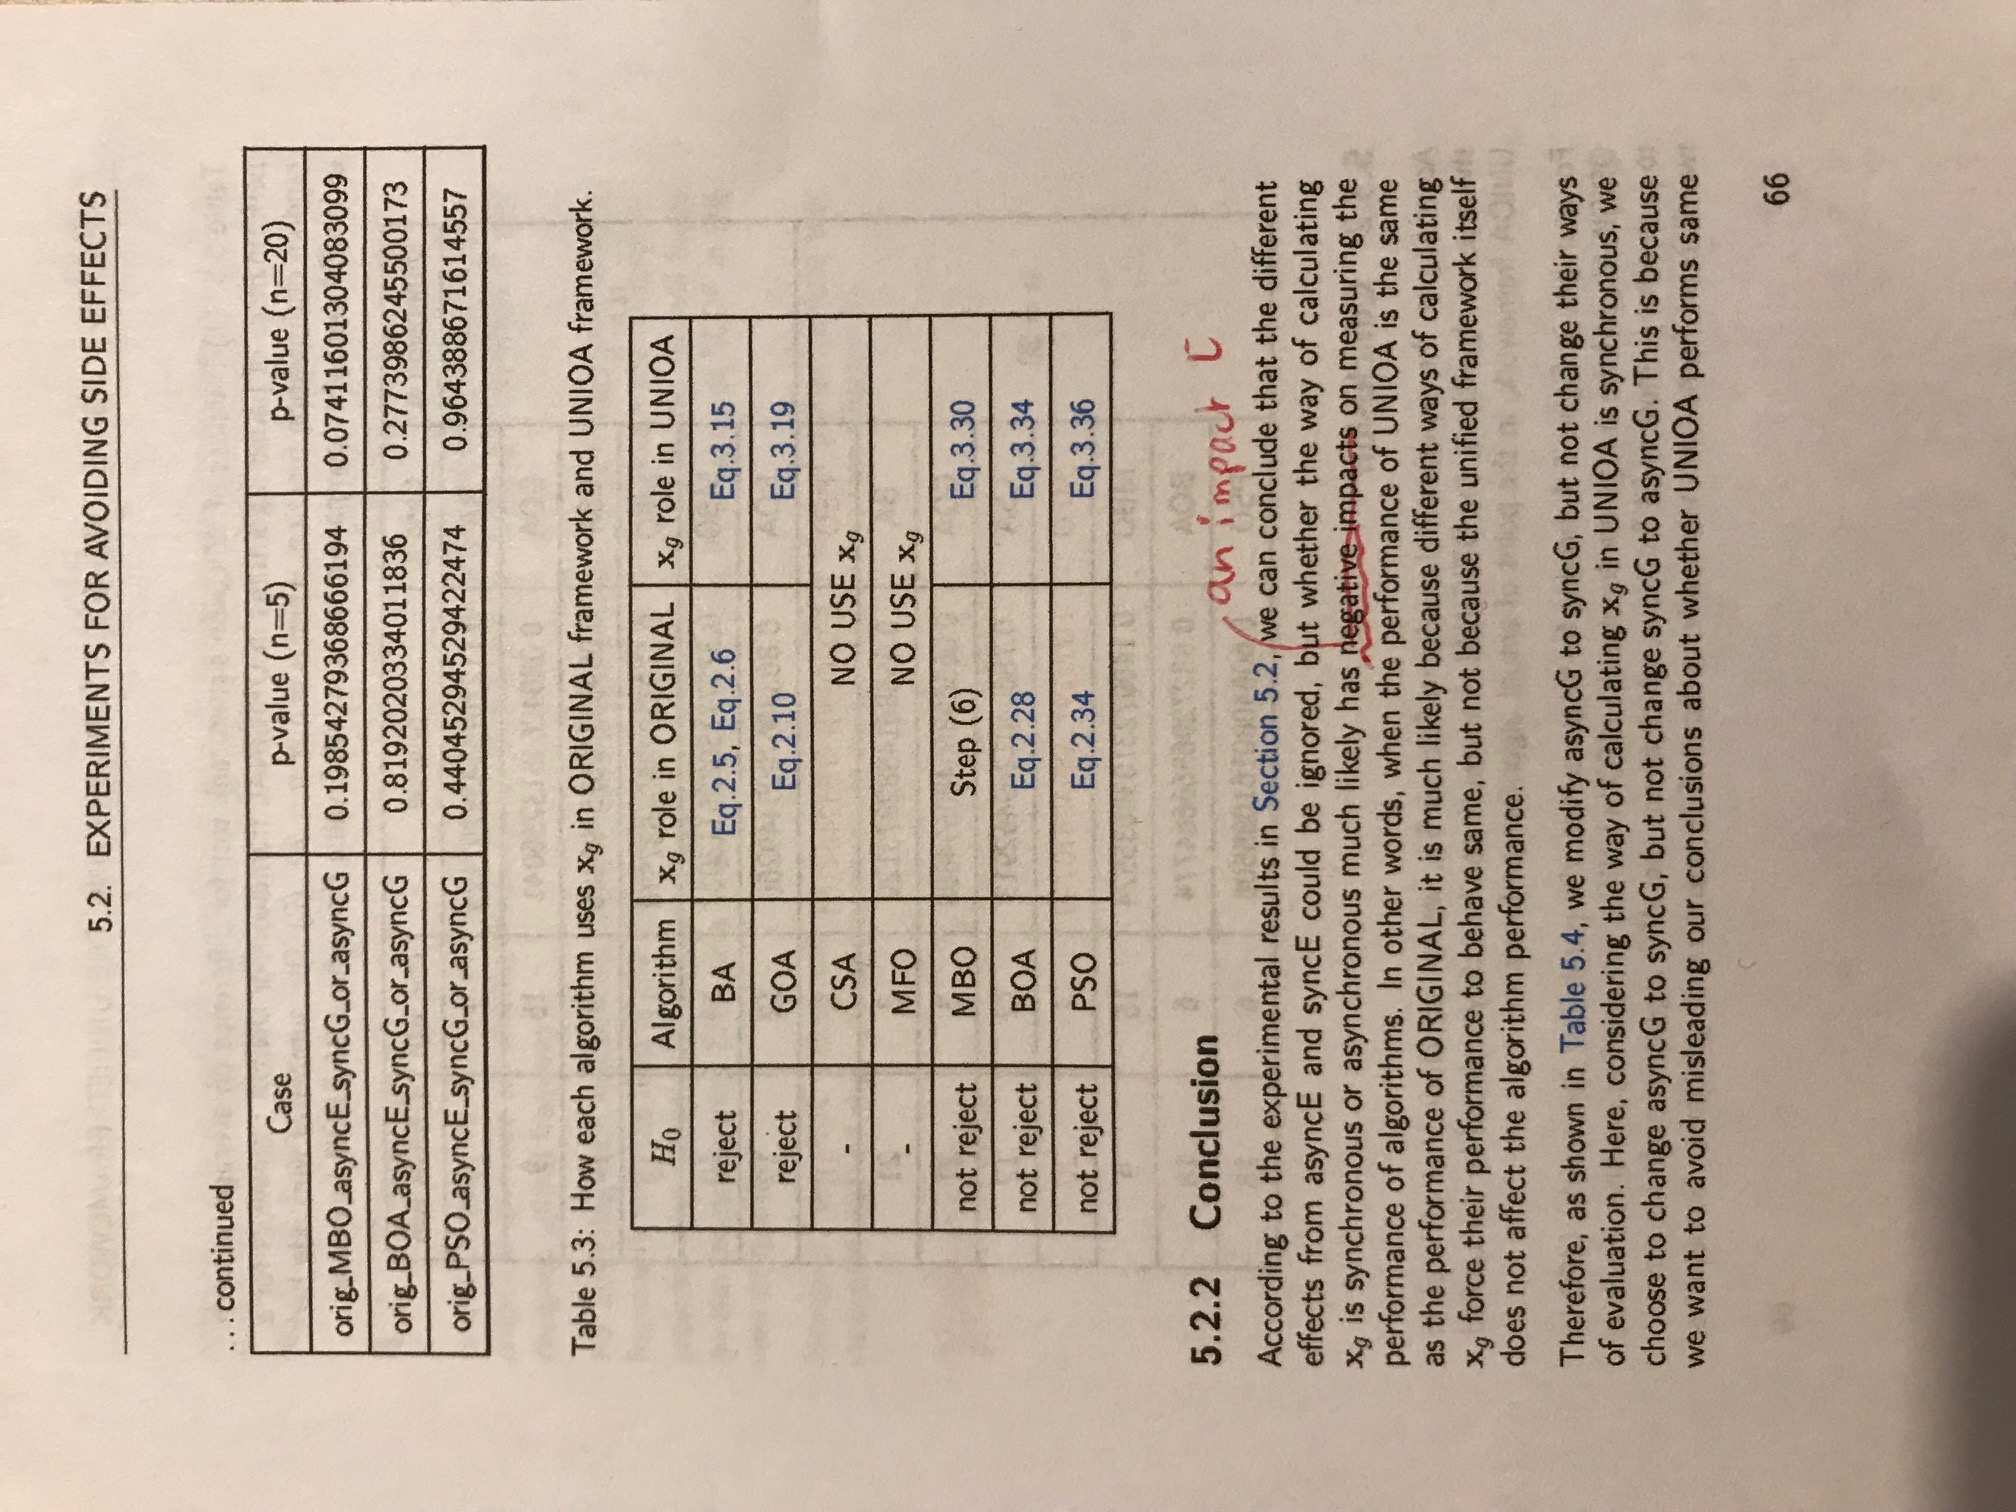 5.2. EXPERIMENTS FOR AVOIDING SIDE EFFECTS
...continued
Case p-value (n=5) p-value (n=20)
orig_MBO_asyncE_syncG_or_asyncG 0.19854279368666194 0.07411601304083099
orig_BOA_asyncE_syncG_or_asyncG 0.8192020334011836 0.2773986245500173
orig_PSO_asyncE_syncG_or_asyncG 0.44045294529422474 0.964388671614557
Table 5.3: How each algorithm uses xg in ORIGINAL framework and UNIOA framework.
H0 Algorithm xg role in ORIGINAL xg role in UNIOA
reject BA Eq.2.5, Eq.2.6 Eq.3.15
reject GOA Eq.2.10 Eq.3.19
- CSA NO USE xg
- MFO NO USE xg
not reject MBO Step (6) Eq.3.30
not reject BOA Eq.2.28 Eq.3.34
not reject PSO Eq.2.34 Eq.3.36
5.2.2 Conclusion
an impact
According to the experimental results in Section 5.2, we can conclude that the different
effects from asyncE and syncE could be ignored, but whether the way of calculating
xg is synchronous or asynchronous much likely has negative impacts on measuring the
performance of algorithms. In other words, when the performance of UNIOA is the same
as the performance of ORIGINAL, it is much likely because different ways of calculating
xg force their performance to behave same, but not because the unified framework itself
does not affect the algorithm performance.
Therefore, as shown in Table 5.4, we modify asyncG to syncG, but not change their ways
of evaluation. Here, considering the way of calculating xg in UNIOA is synchronous, we
choose to change asyncG to syncG, but not change syncG to asyncG. This is because
we want to avoid misleading our conclusions about whether UNIOA performs same
66